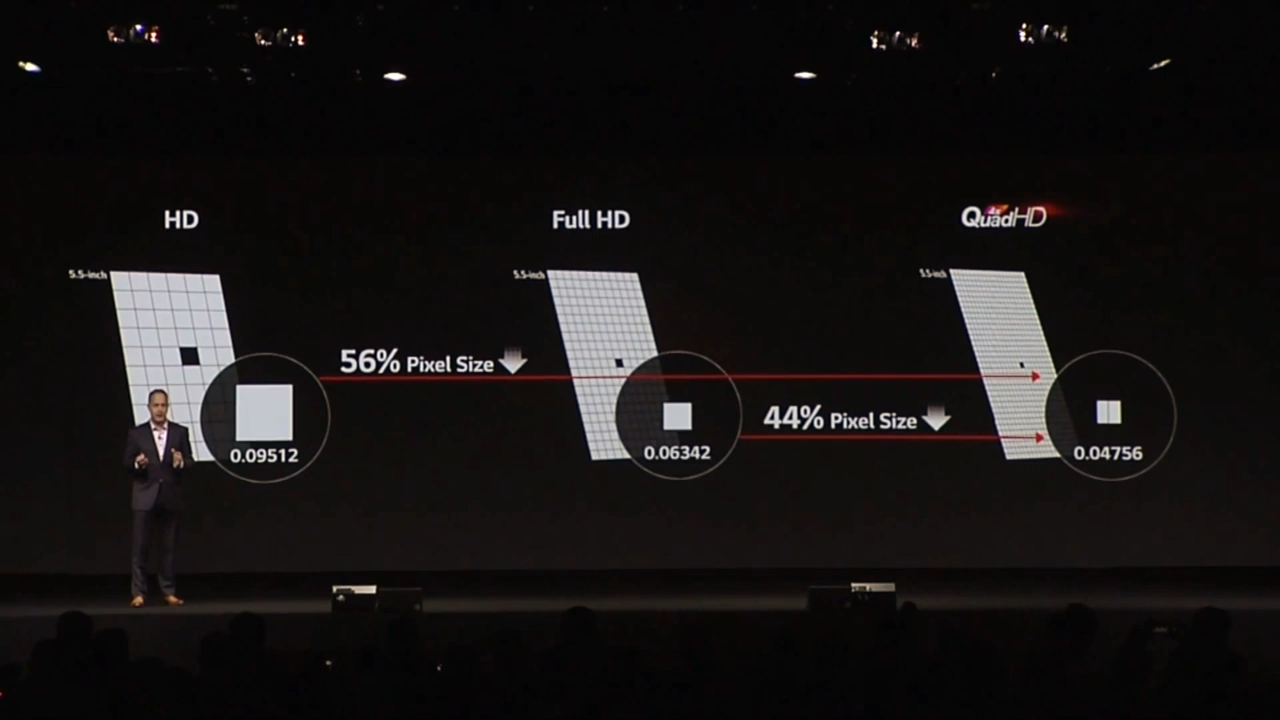 HD
Full HD
4x
QuadHD
5.5-inch
5.5-inch
5.5-inch
56% Pixel Size
44% Pixel Size
0.09512
0.06342
0.04756